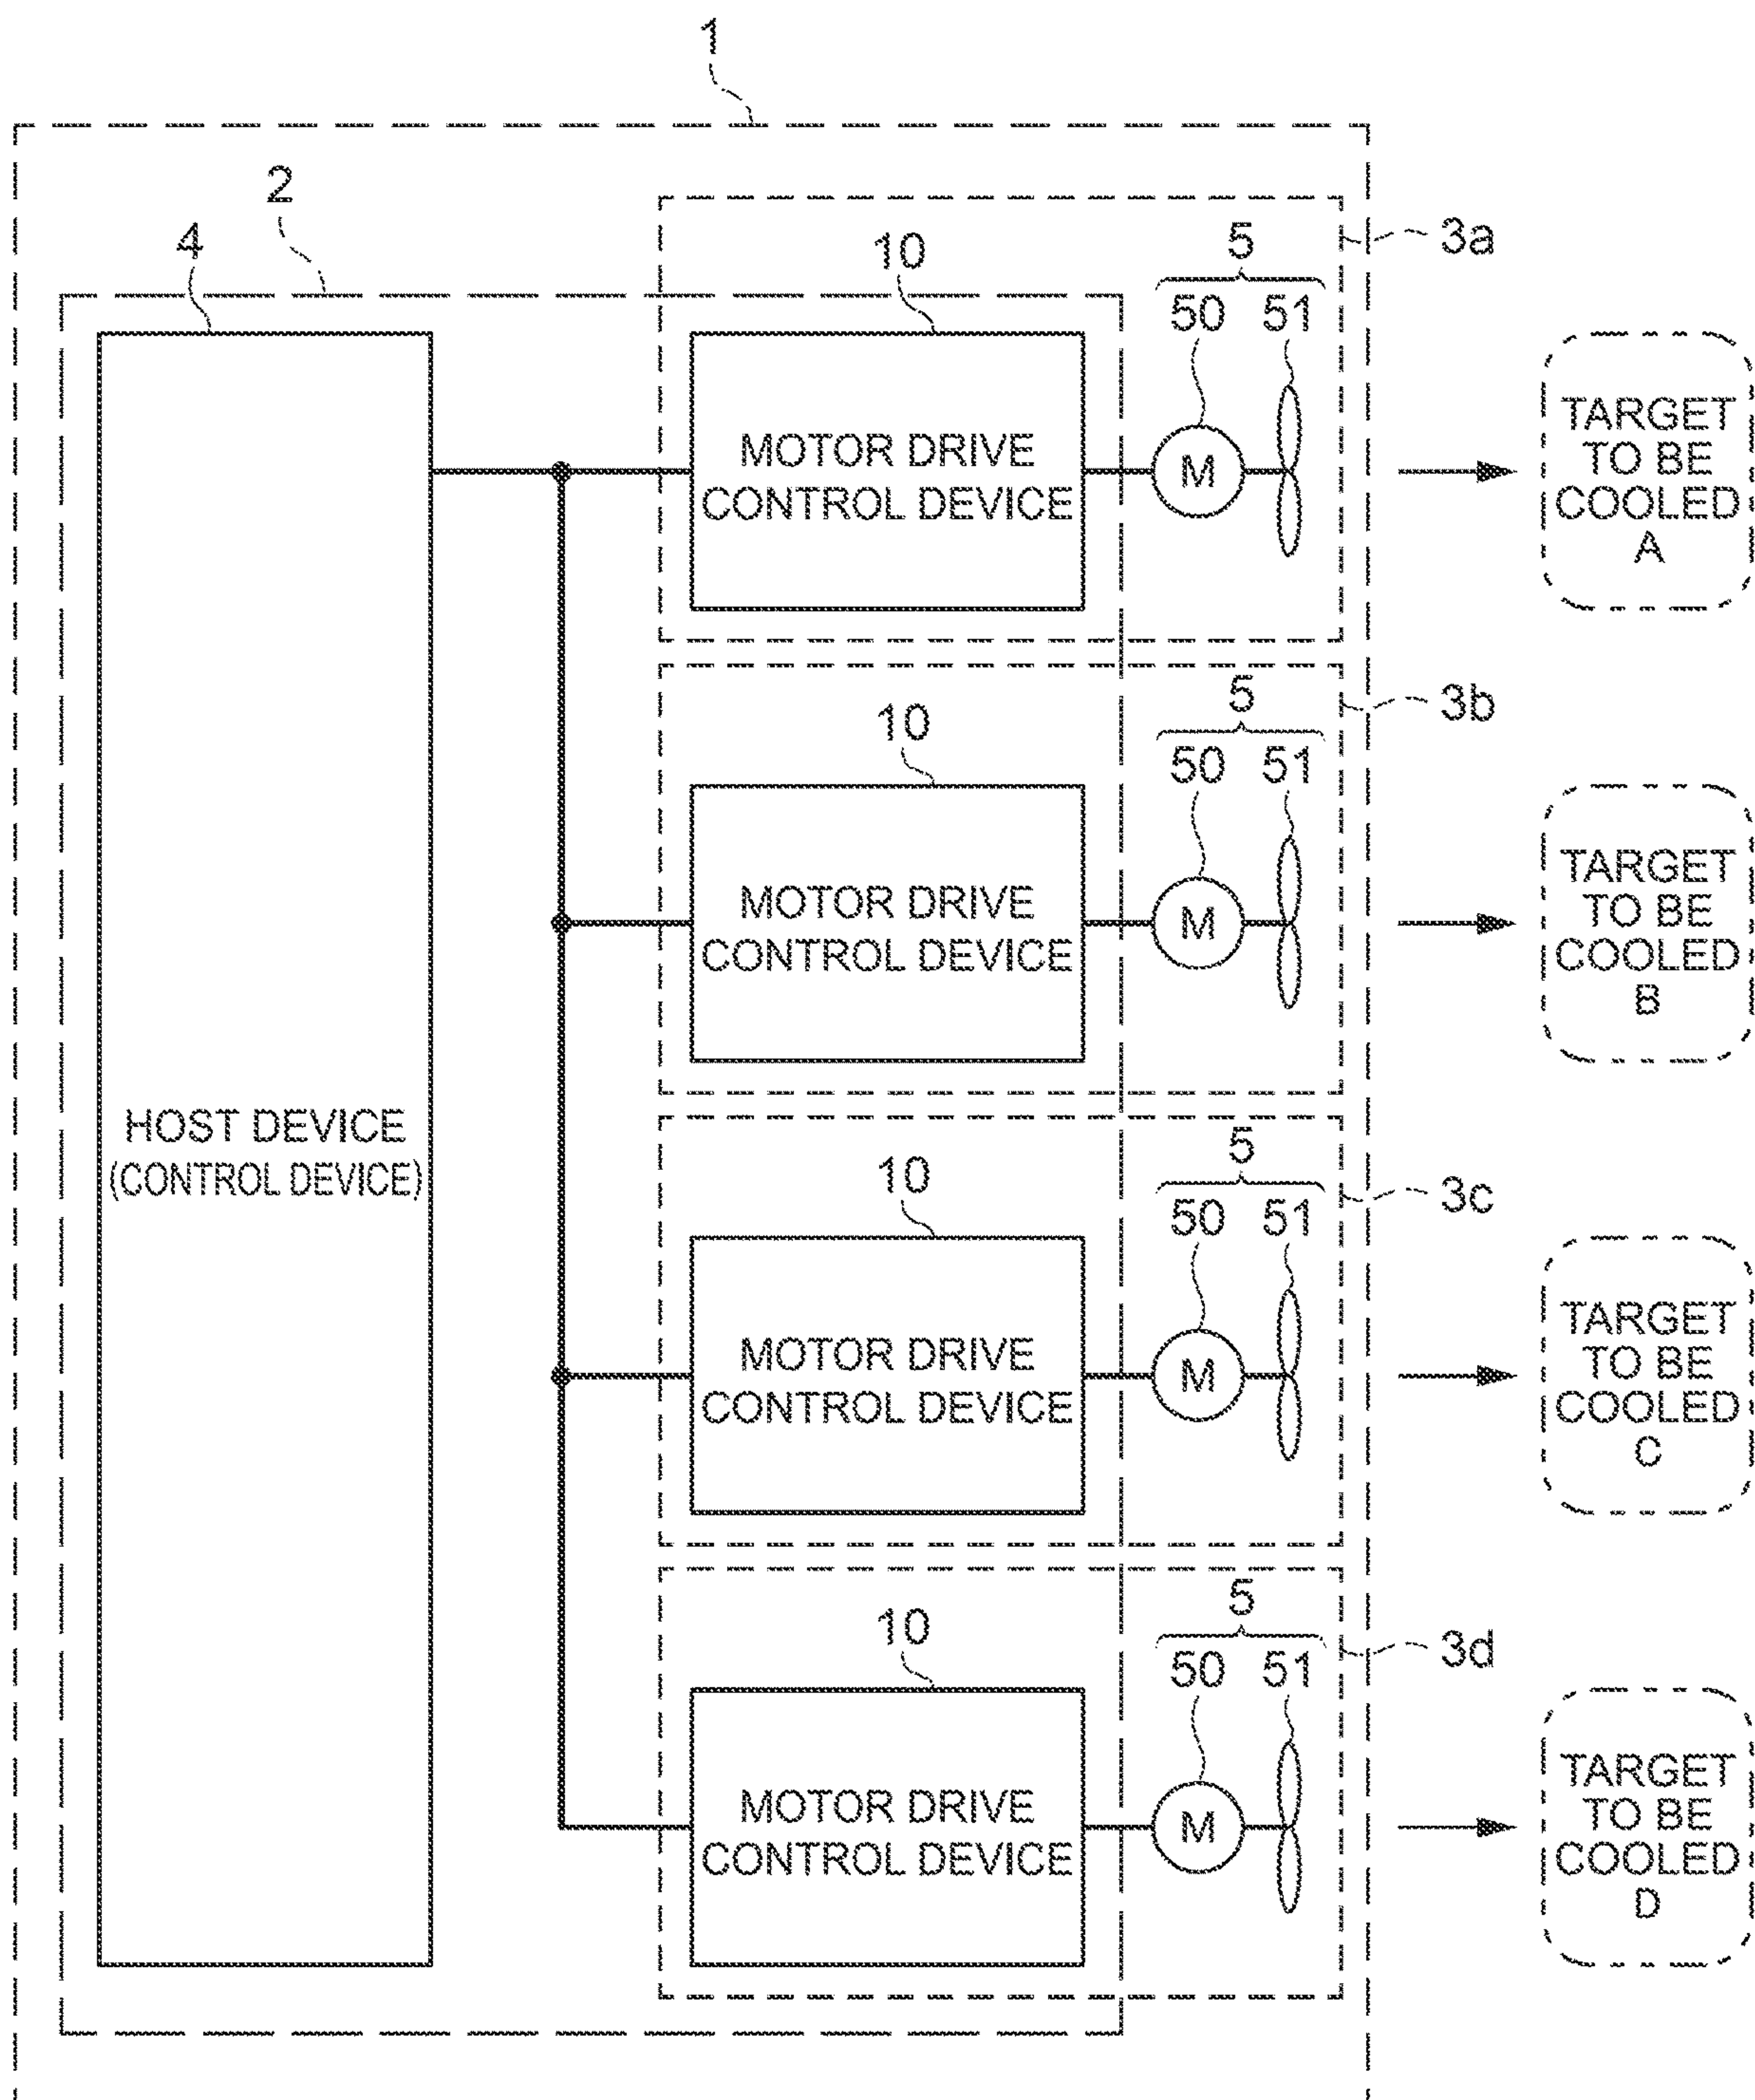 1
2
4
10
5
3a
50 51
MOTOR DRIVE
CONTROL DEVICE
M
TARGET
TO BE
COOLED
A
10
5
3b
50 51
MOTOR DRIVE
CONTROL DEVICE
M
TARGET
TO BE
COOLED
B
HOST DEVICE
(CONTROL DEVICE)
10
5
3c
50 51
MOTOR DRIVE
CONTROL DEVICE
M
TARGET
TO BE
COOLED
C
10
5
3d
50 51
MOTOR DRIVE
CONTROL DEVICE
M
TARGET
TO BE
COOLED
D